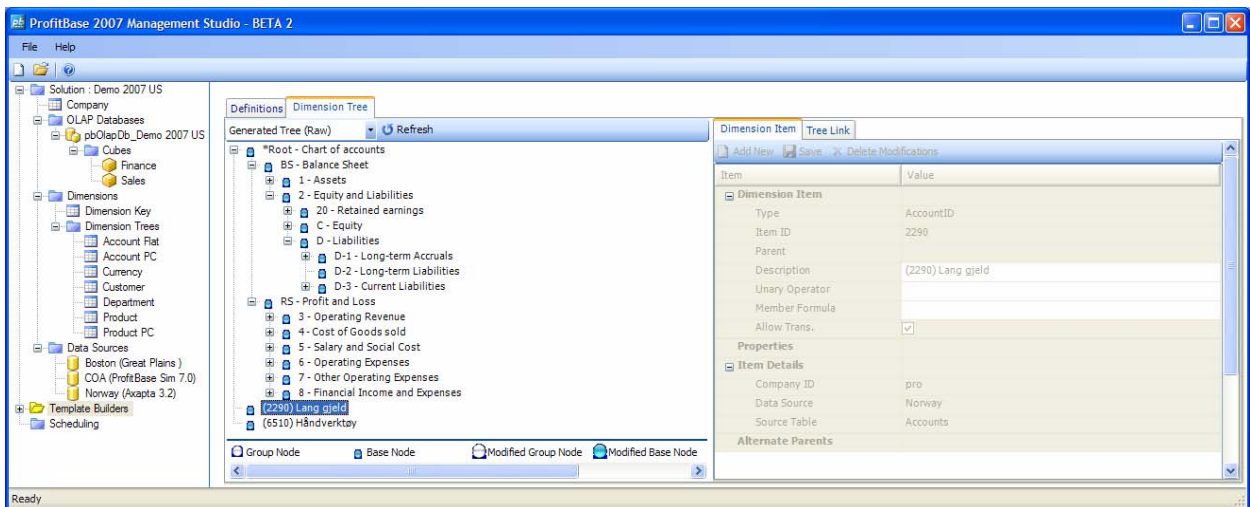 ProfitBase 2007 Management Studio - BETA 2
File Help
Solution : Demo 2007 US
Company
OLAP Databases
pbOlapDb_Demo 2007 US
Cubes
Finance
Sales
Dimensions
Dimension Key
Dimension Trees
Account Flat
Account PC
Currency
Customer
Department
Product
Product PC
Data Sources
Boston (Great Plains )
COA (ProfitBase Sim 7.0)
Norway (Axapta 3.2)
Template Builders
Scheduling
Definitions Dimension Tree
Generated Tree (Raw) Refresh
*Root - Chart of accounts
BS - Balance Sheet
1 - Assets
2 - Equity and Liabilities
20 - Retained earnings
C - Equity
D - Liabilities
D-1 - Long-term Accruals
D-2 - Long-term Liabilities
D-3 - Current Liabilities
RS - Profit and Loss
3 - Operating Revenue
4 - Cost of Goods sold
5 - Salary and Social Cost
6 - Operating Expenses
7 - Other Operating Expenses
8 - Financial Income and Expenses
(2290) Lang gjeld
(6510) Håndverktøy
Group Node Base Node Modified Group Node Modified Base Node
Dimension Item Tree Link
Add New Save Delete Modifications
Item Value
Dimension Item
Type AccountID
Item ID 2290
Parent
Description (2290) Lang gjeld
Unary Operator
Member Formula
Allow Trans.
Properties
Item Details
Company ID pro
Data Source Norway
Source Table Accounts
Alternate Parents
Ready